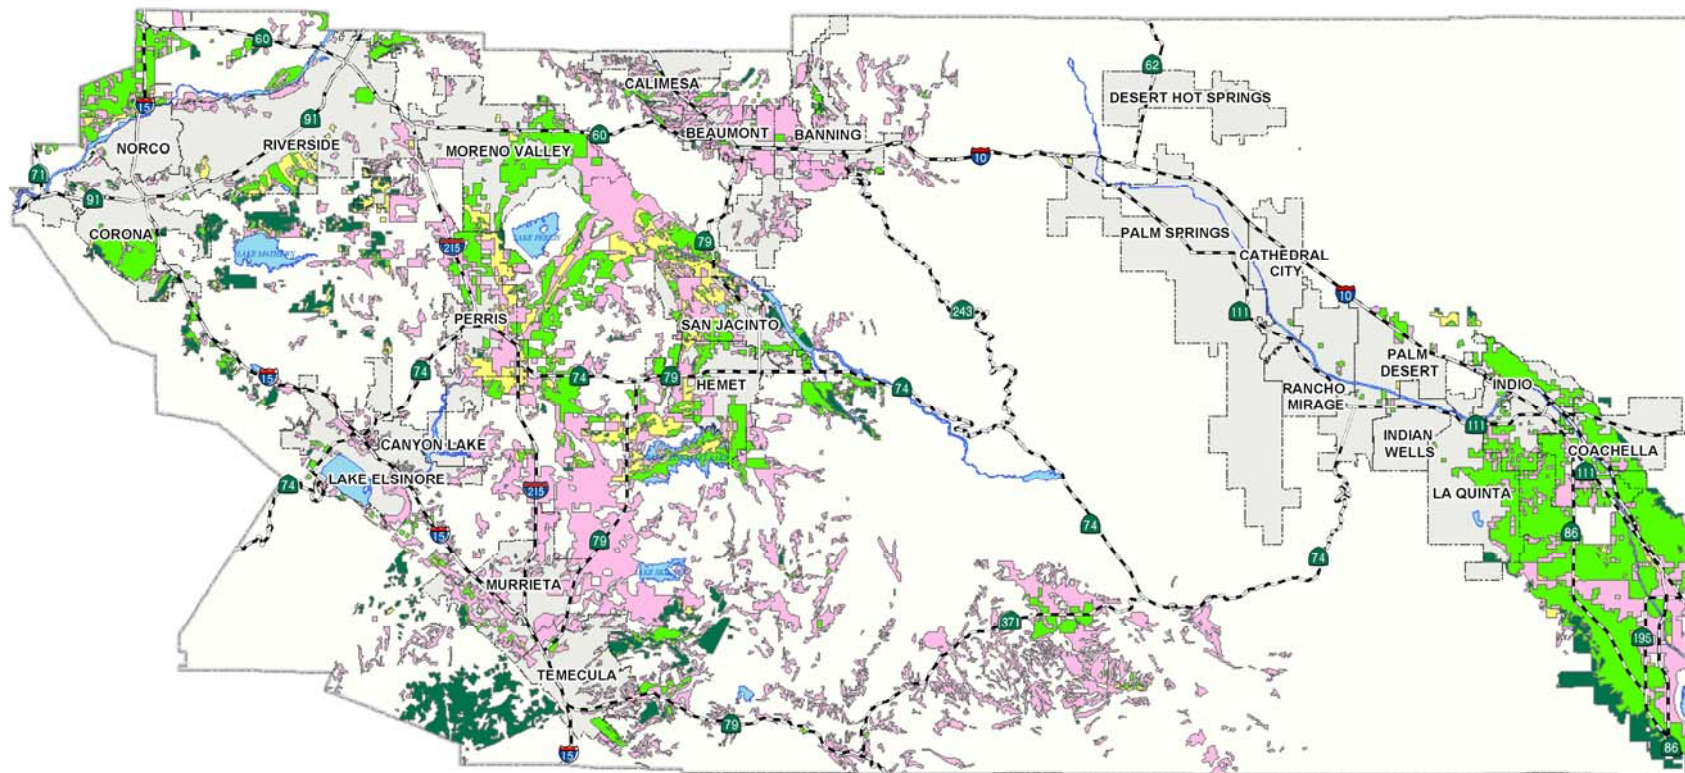 60
62
CALIMESA
DESERT HOT SPRINGS
15
91
60
BEAUMONT
BANNING
NORCO
RIVERSIDE
MORENO VALLEY
10
71
91
CORONA
215
LAKE PERRIS
79
PALM SPRINGS
LAKE MATHEWS
CATHEDRAL
CITY
10
243
111
PERRIS
SAN JACINTO
15
74
74
79
HEMET
74
PALM
DESERT
RANCHO
MIRAGE
INDIO
111
CANYON LAKE
INDIAN
WELLS
COACHELLA
111
LAKE ELSINORE
74
215
LA QUINTA
15
79
74
86
74
MURRIETA
371
195
TEMECULA
79
15
86